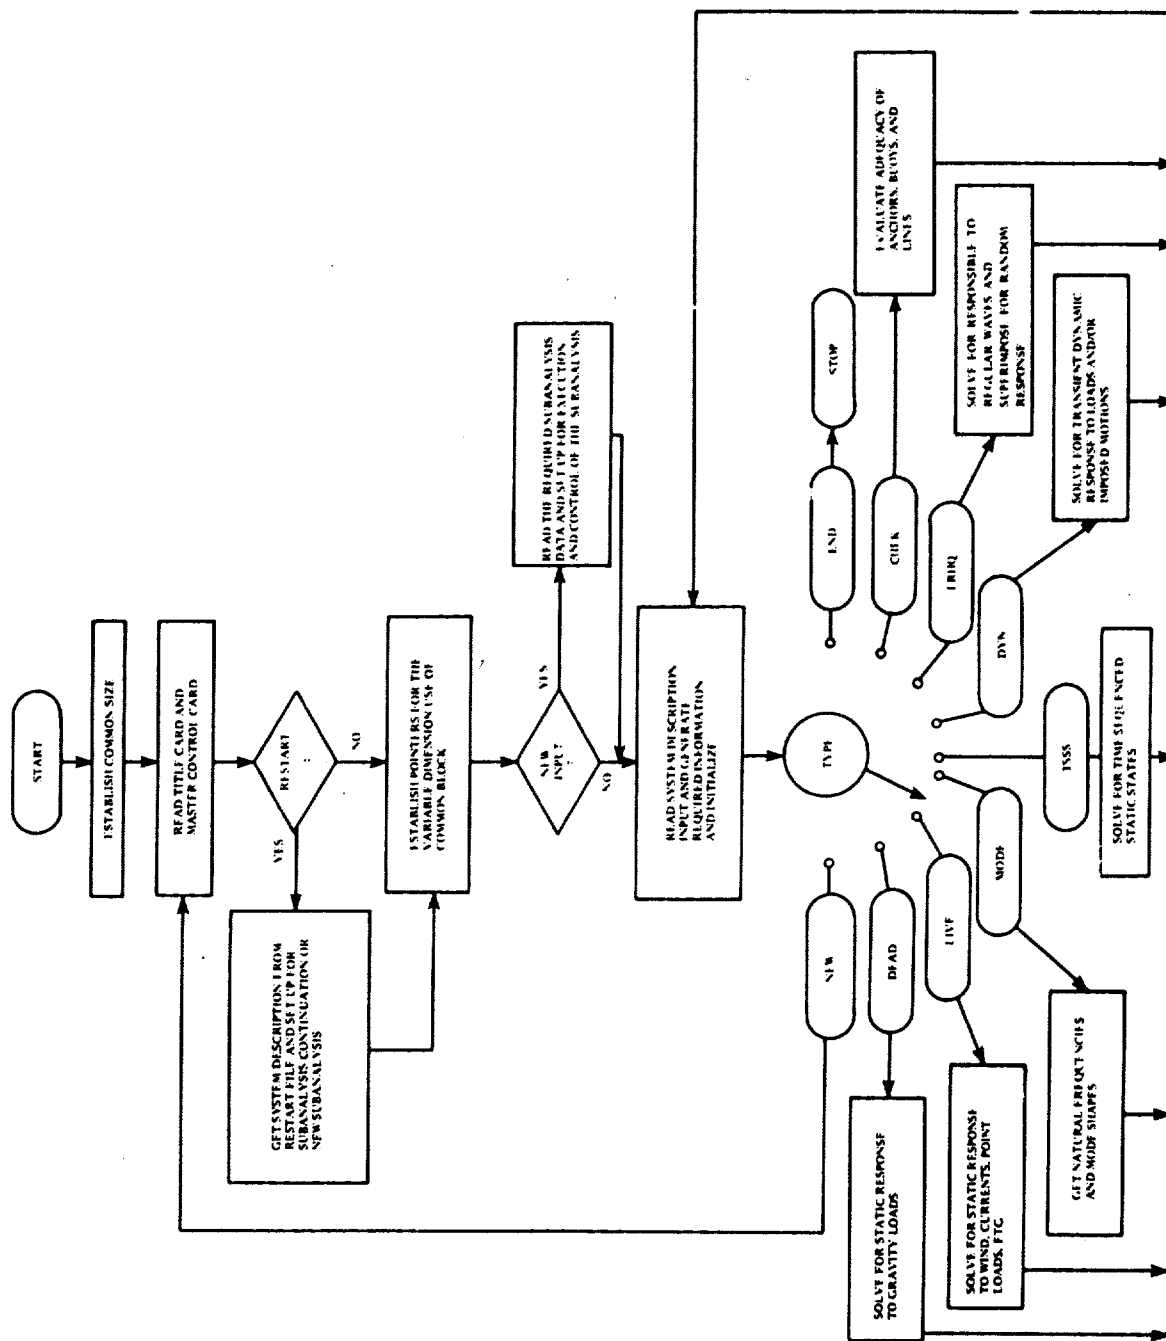 START
ESTABLISH COMMON SIZE
READ TITLE CARD AND
MASTER CONTROL CARD
RESTART
?
YES
NO
GET SYSTEM DESCRIPTION FROM
RESTART FILE AND SET UP FOR
SUBANALYSIS CONTINUATION OR
NEW SUBANALYSIS
ESTABLISH POINTERS FOR THE
VARIABLE DIMENSION USE OF
COMMON BLOCK
NEW
INPUT
?
YES
NO
READ THE REQUIRED SUBANALYSIS
DATA AND SET UP FOR EXECUTION
AND CONTROL OF THE SUBANALYSIS
READ SYSTEM DESCRIPTION
INPUT AND GENERATE
REQUIRED INFORMATION
AND INITIALIZE
TYPE
NEW
DEAD
SOLVE FOR STATIC RESPONSE
TO GRAVITY LOADS
LIVE
SOLVE FOR STATIC RESPONSE
TO WIND, CURRENTS, POINT
LOADS, ETC
MODE
GET NATURAL FREQUENCIES
AND MODE SHAPES
TSSS
SOLVE FOR TIME SEQUENCED
STATIC STATES
DYN
SOLVE FOR TRANSIENT DYNAMIC
RESPONSE TO LOADS AND/OR
IMPOSED MOTIONS
FREQ
SOLVE FOR RESPONSIBLE TO
REGULAR WAVES AND
SUPERIMPOSE FOR RANDOM
RESPONSE
CHEK
EVALUATE ADEQUACY OF
ANCHORS, BUOYS, AND
LINES
END
STOP